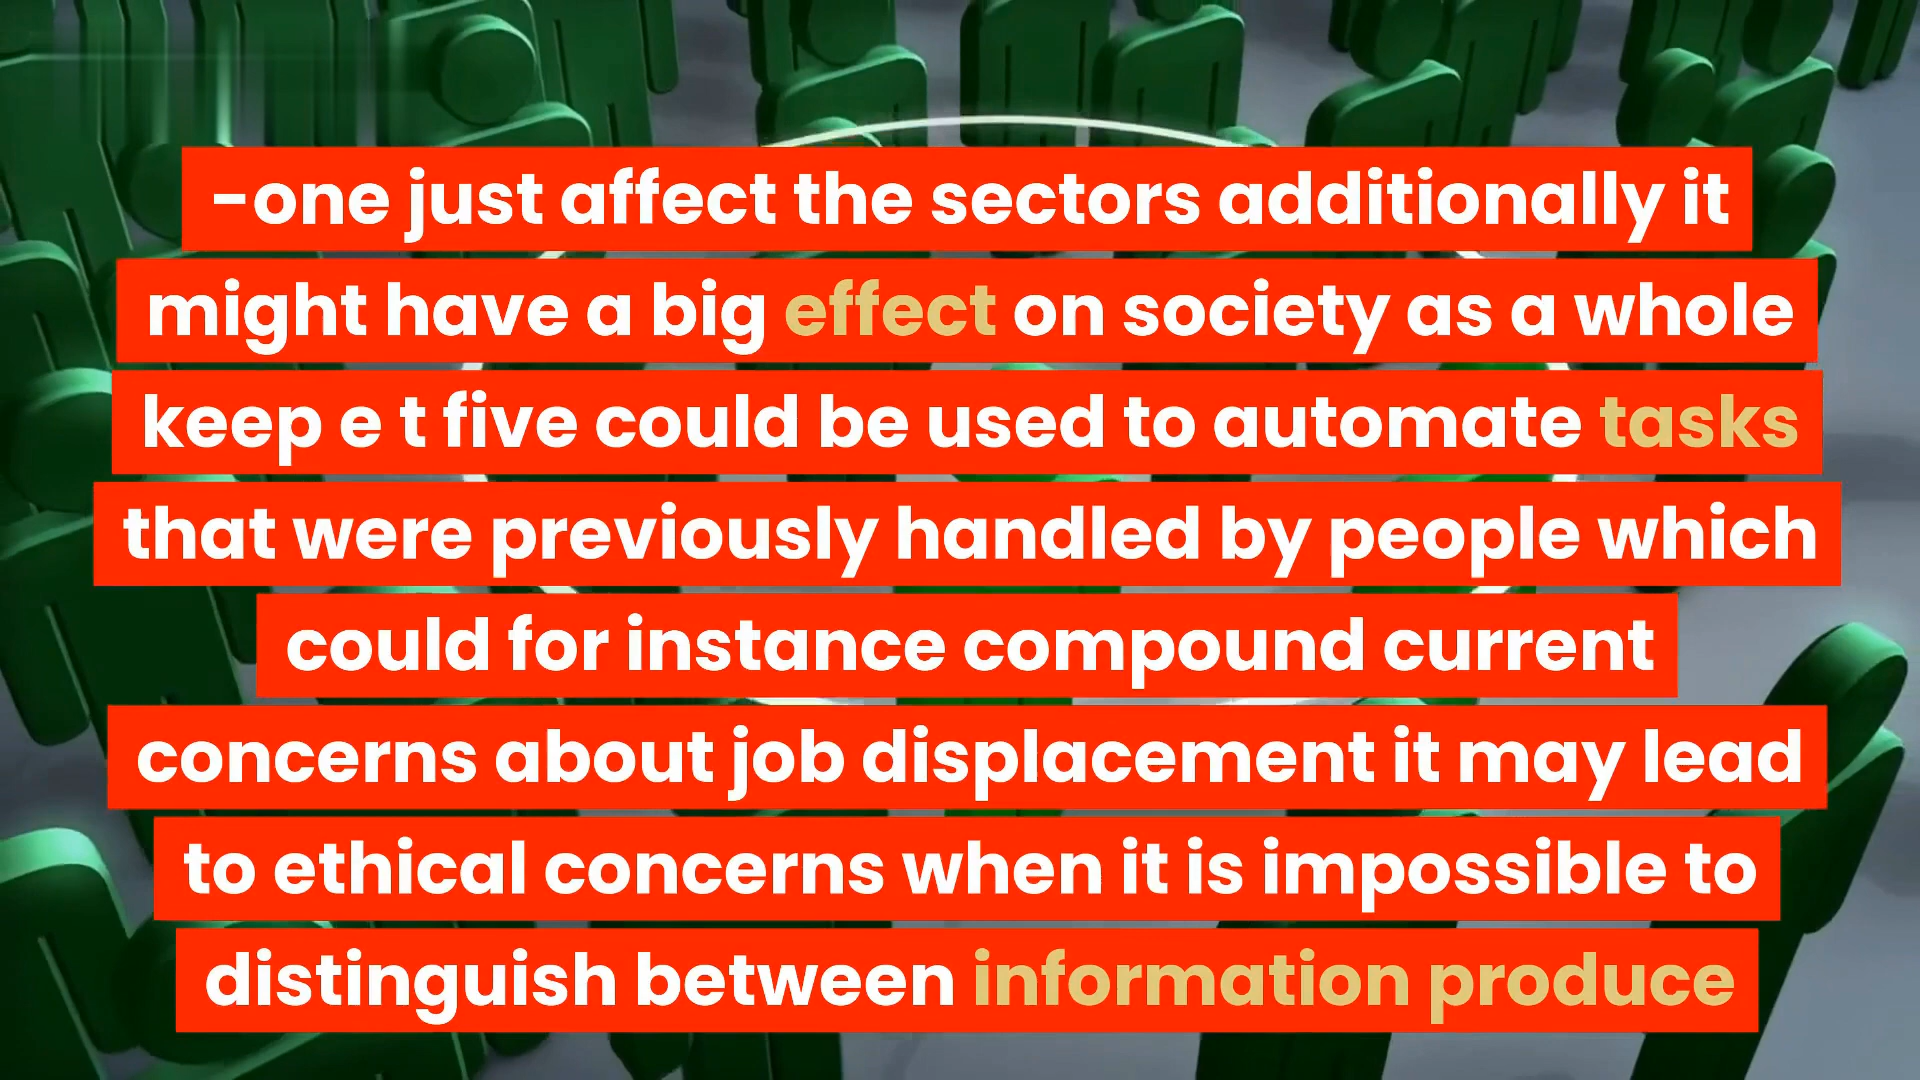 -one just affect the sectors additionally it
might have a big effect on society as a whole
keep e t five could be used to automate tasks
that were previously handled by people which
could for instance compound current
concerns about job displacement it may lead
to ethical concerns when it is impossible to
distinguish between information produce